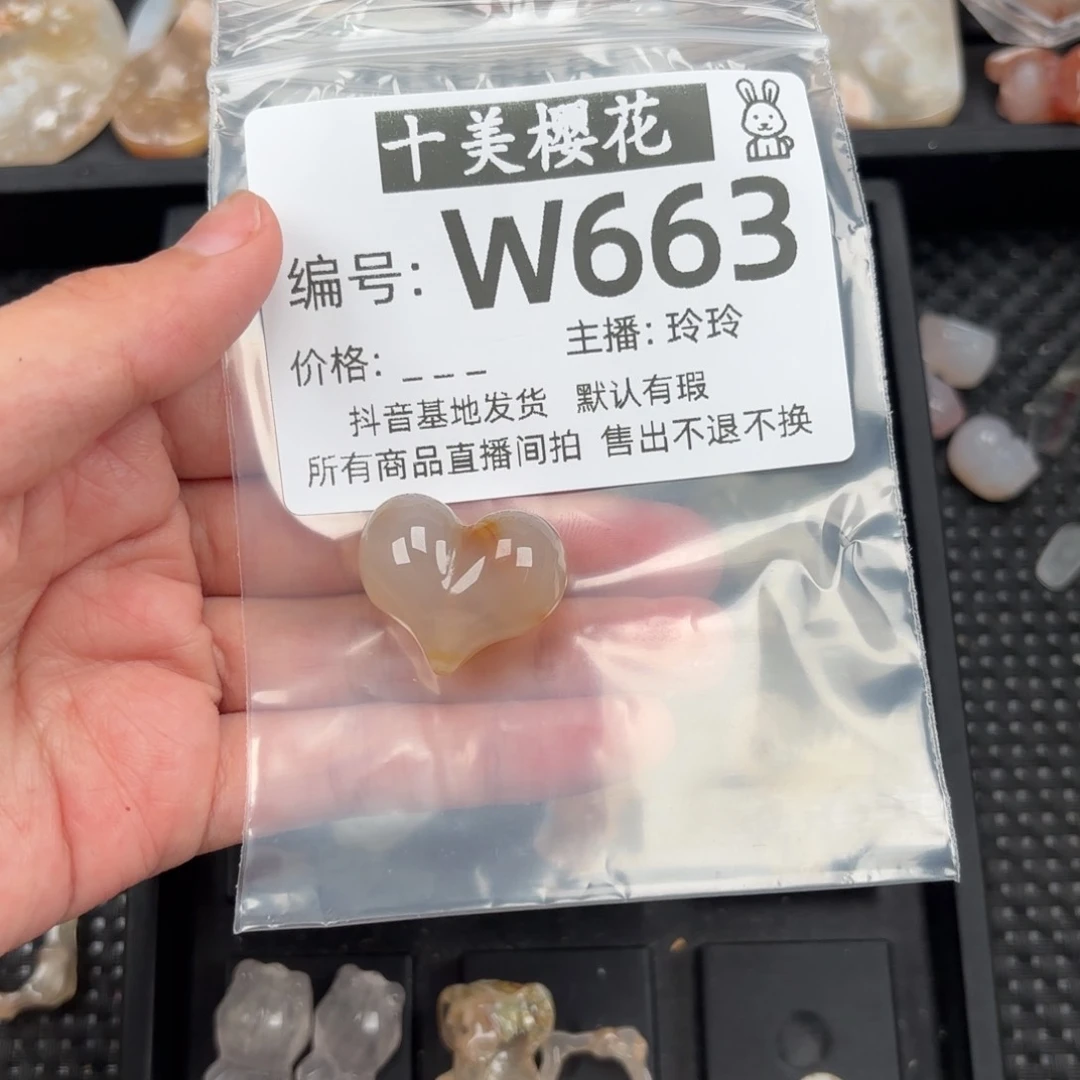 十美樱花
编号: W663
价格: _ _ _ 主播: 玲玲
抖音基地发货 默认有瑕
所有商品直播间拍 售出不退不换